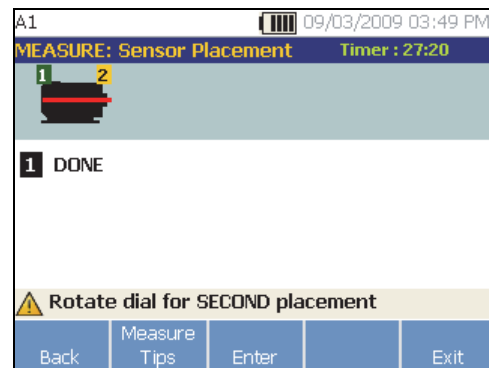 A1 09/03/2009 03:49 PM
MEASURE: Sensor Placement Timer : 27:20
1 2
1 DONE
Rotate dial for SECOND placement
Back Measure Tips Enter Exit